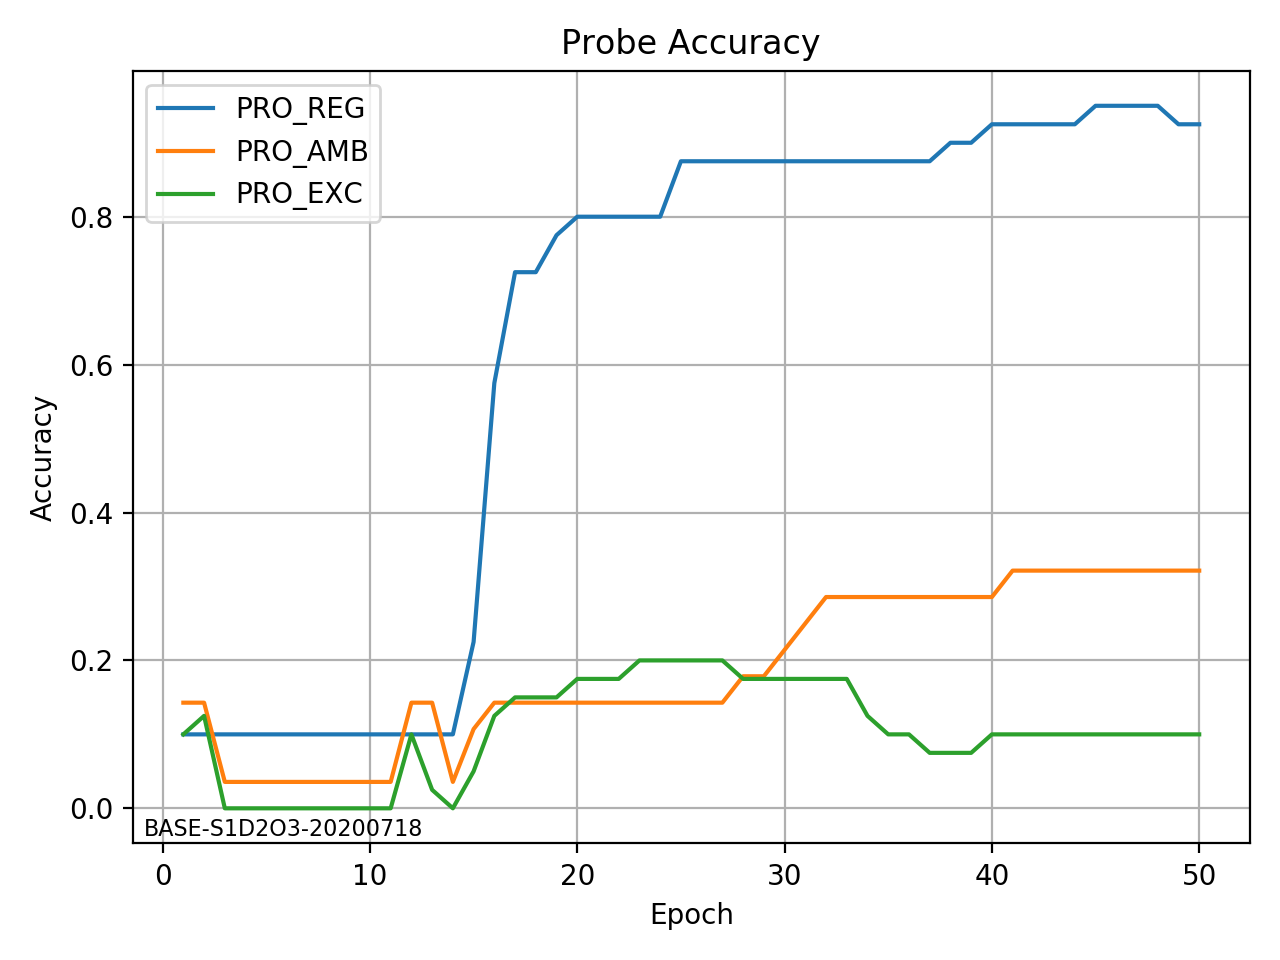 Probe Accuracy
PRO_REG
PRO_AMB
PRO_EXC
Accuracy
0.8
0.6
0.4
0.2
0.0
BASE-S1D2O3-20200718
0 10 20 30 40 50
Epoch